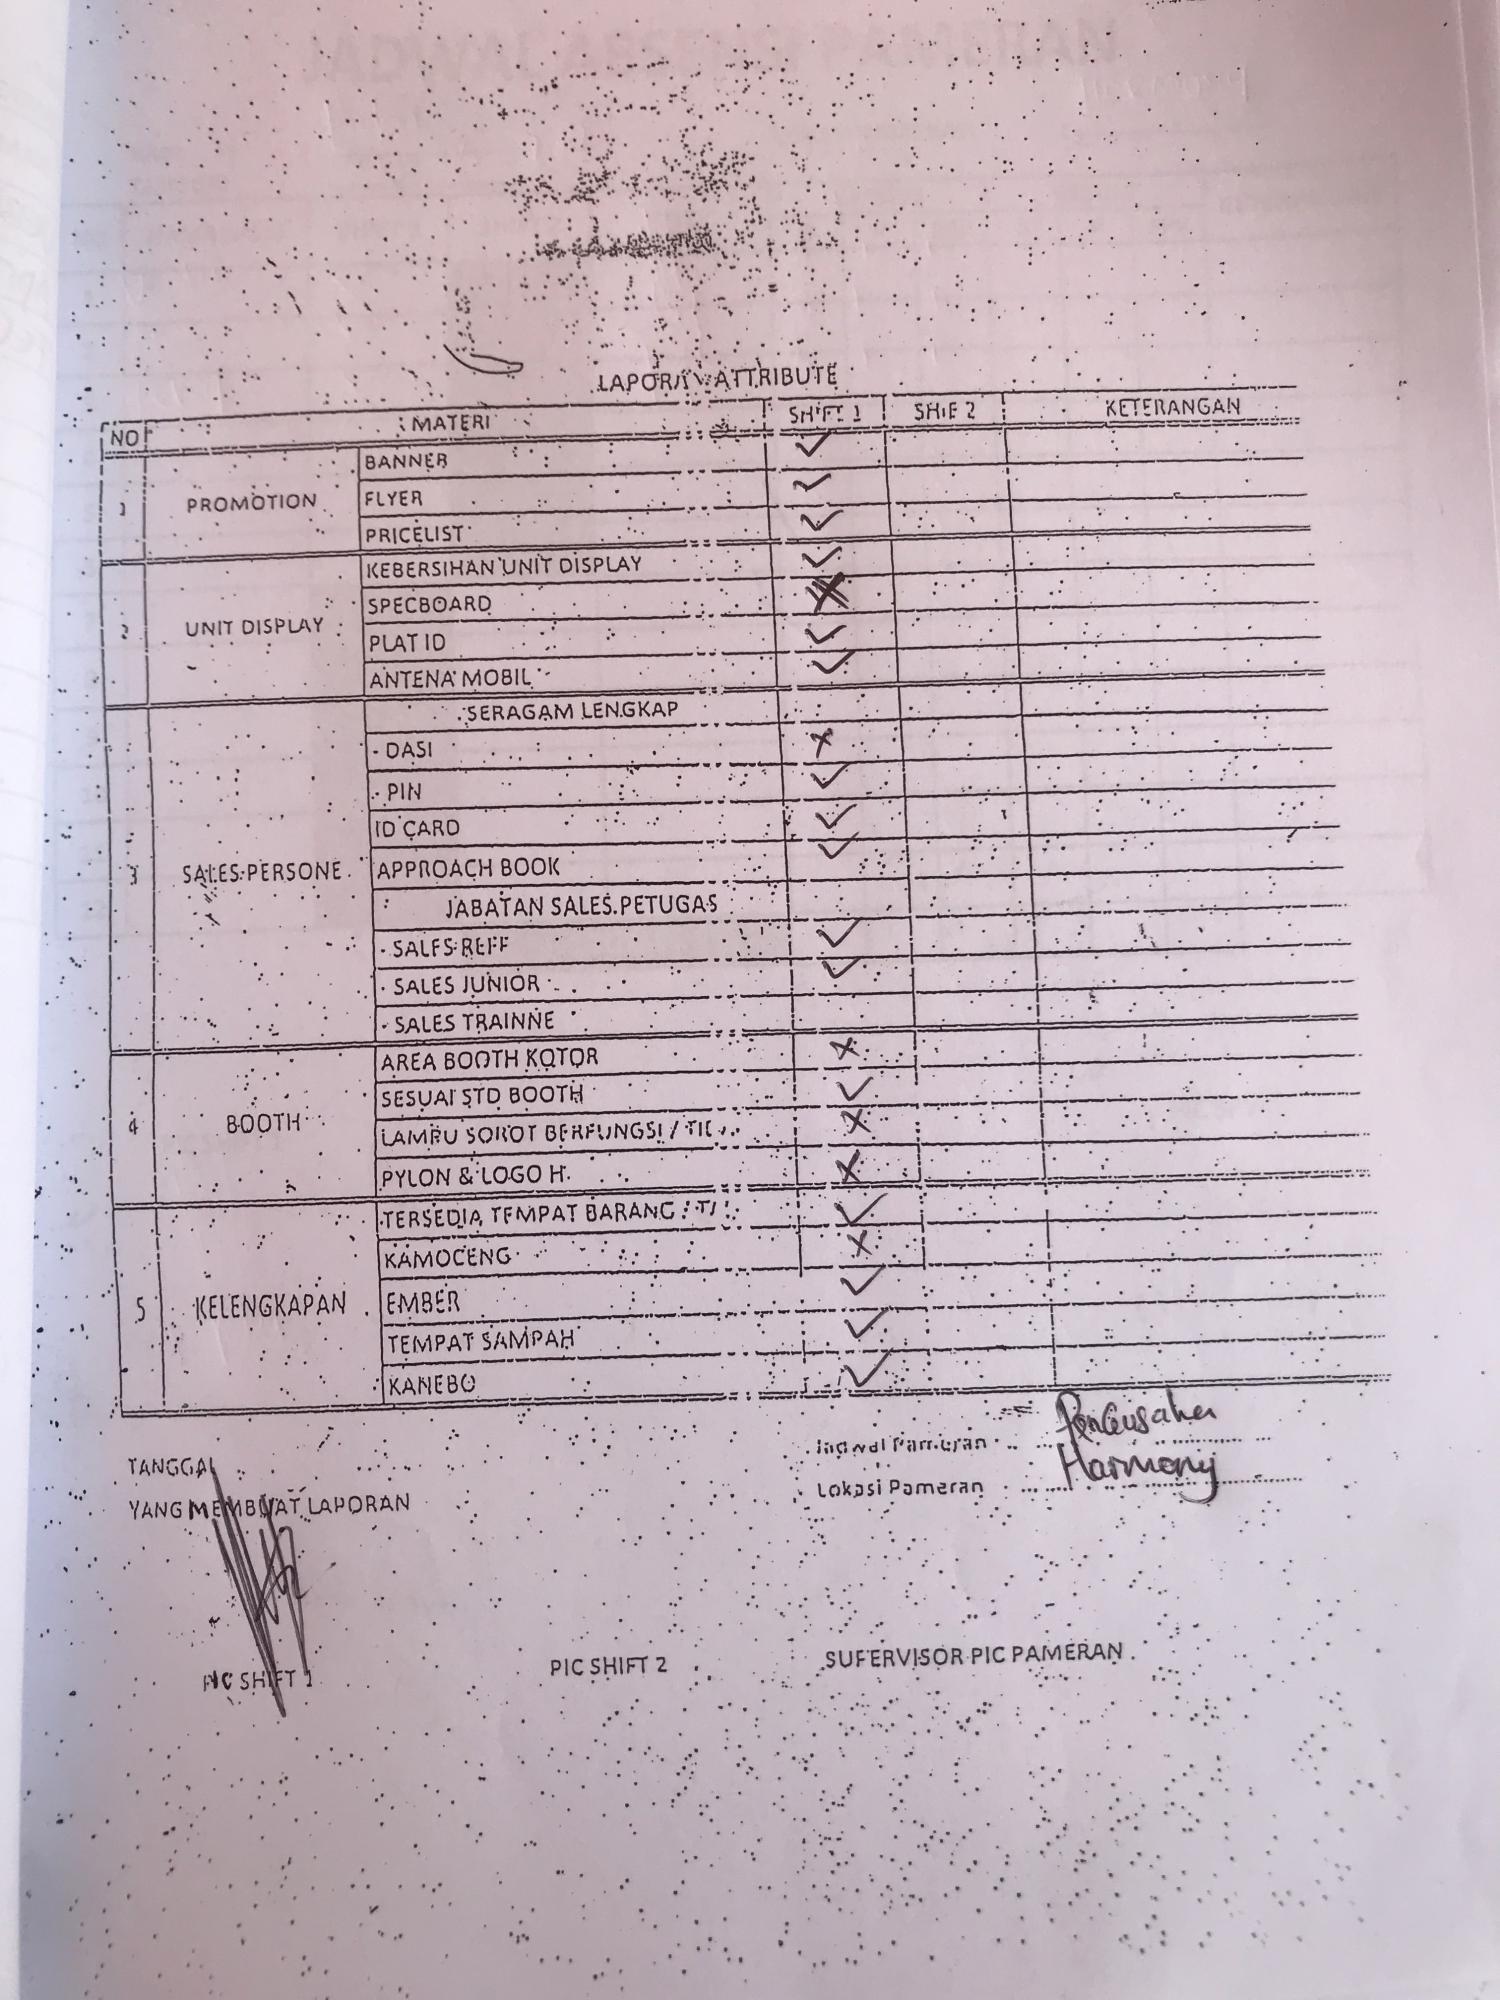 ATTRIBUTE
NO MATERI SHIFT 1 SHIF 2 KETERANGAN
1 PROMOTION BANNER ✓
FLYER ✓
PRICELIST ✓
2 UNIT DISPLAY KEBERSIHAN UNIT DISPLAY ✓
SPECBOARD X
PLAT ID ✓
ANTENA MOBIL ✓
3 SALES PERSONE SERAGAM LENGKAP
- DASI X
- PIN ✓
ID CARD ✓
APPROACH BOOK ✓
JABATAN SALES PETUGAS
- SALES REFF ✓
- SALES JUNIOR ✓
- SALES TRAINNE
4 BOOTH AREA BOOTH KOTOR X
SESUAI STD BOOTH ✓
LAMPU SOROT BERFUNGSI / X
PYLON & LOGO H X
5 KELENGKAPAN TERSEDIA TEMPAT BARANG ✓
KAMOCENG X
EMBER ✓
TEMPAT SAMPAH ✓
KANEBO ✓
Jadwal Pameran
TANGGAL
Lokasi Pameran Harmony
YANG MEMBUAT LAPORAN
PIC SHIFT 1 PIC SHIFT 2 SUPERVISOR PIC PAMERAN